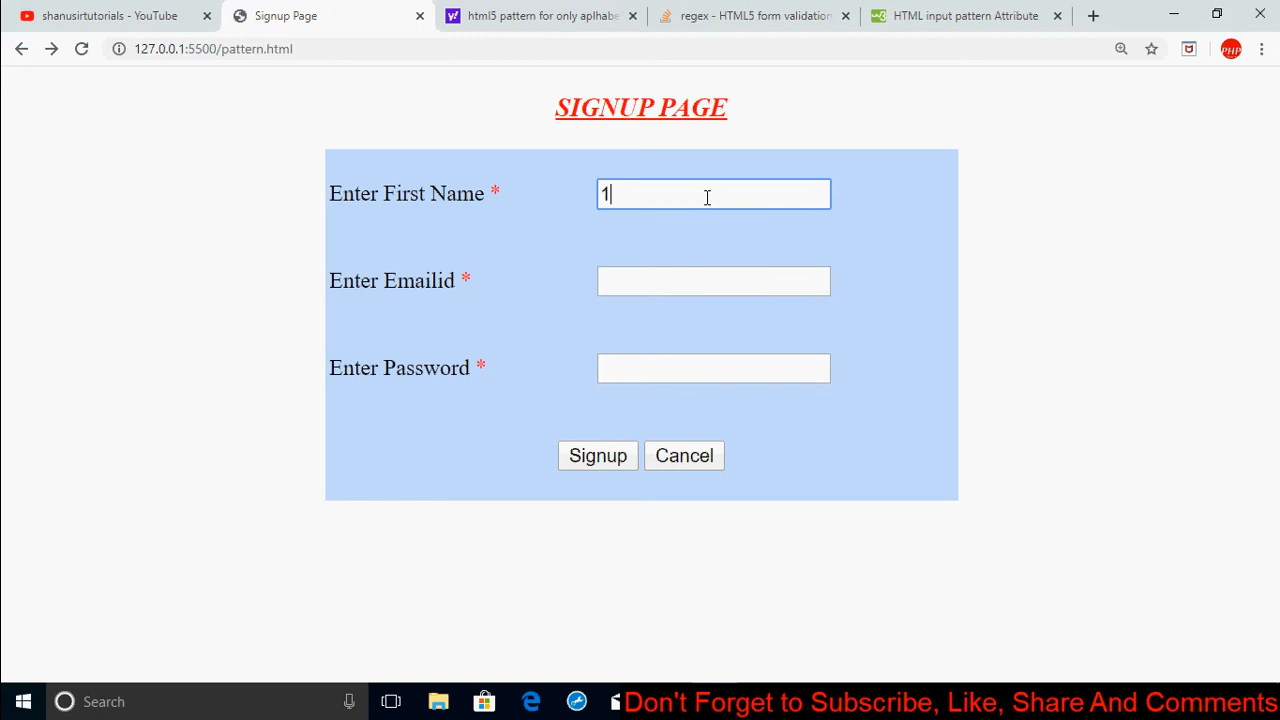 shanusirtutorials - YouTube
Signup Page
html5 pattern for only aplhabe
regex - HTML5 form validation
HTML input pattern Attribute
127.0.0.1:5500/pattern.html
PHP
SIGNUP PAGE
Enter First Name *
1
Enter Emailid *
Enter Password *
Signup
Cancel
Search
Don't Forget to Subscribe, Like, Share And Comments